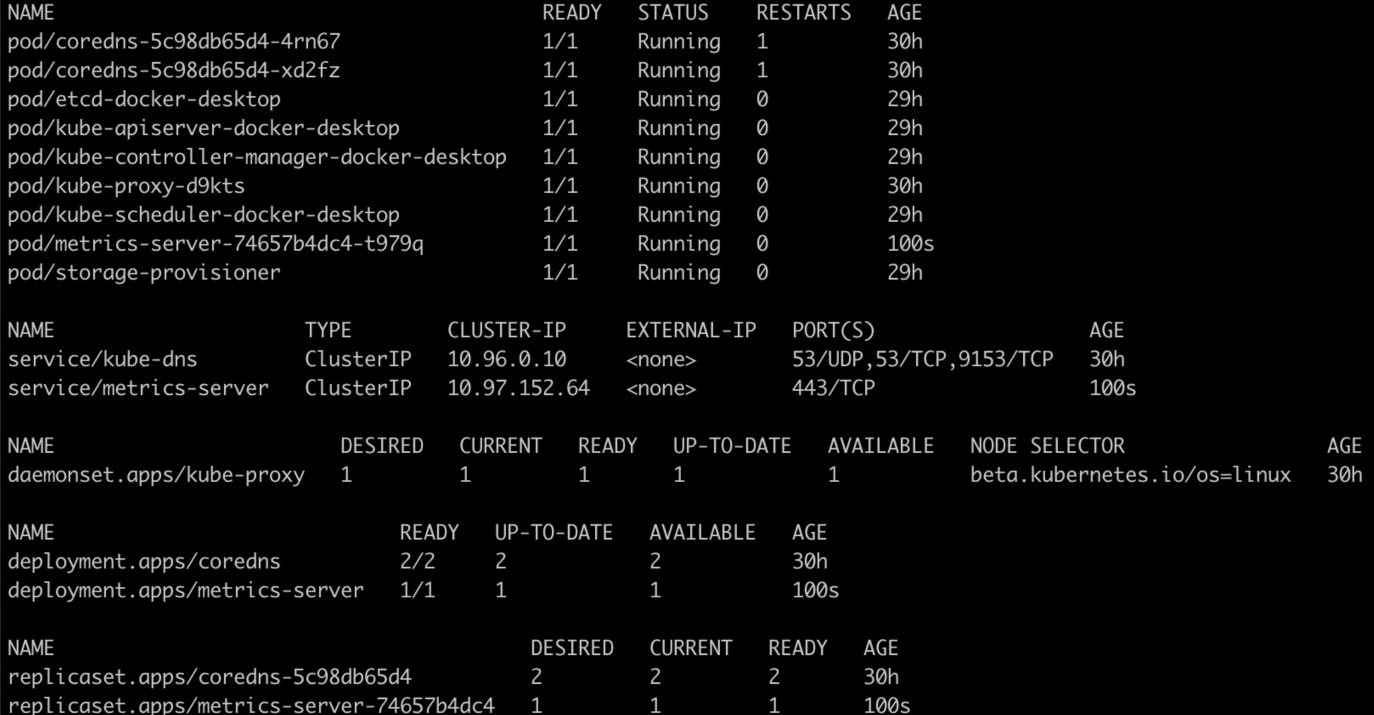 NAME                                         READY   STATUS    RESTARTS   AGE
pod/coredns-5c98db65d4-4rn67                 1/1     Running   1          30h
pod/coredns-5c98db65d4-xd2fz                 1/1     Running   1          30h
pod/etcd-docker-desktop                      1/1     Running   0          29h
pod/kube-apiserver-docker-desktop            1/1     Running   0          29h
pod/kube-controller-manager-docker-desktop   1/1     Running   0          29h
pod/kube-proxy-d9kts                         1/1     Running   0          30h
pod/kube-scheduler-docker-desktop            1/1     Running   0          29h
pod/metrics-server-74657b4dc4-t979q          1/1     Running   0          100s
pod/storage-provisioner                      1/1     Running   0          29h

NAME                     TYPE        CLUSTER-IP     EXTERNAL-IP   PORT(S)                  AGE
service/kube-dns         ClusterIP   10.96.0.10     <none>        53/UDP,53/TCP,9153/TCP   30h
service/metrics-server   ClusterIP   10.97.152.64   <none>        443/TCP                  100s

NAME                        DESIRED   CURRENT   READY   UP-TO-DATE   AVAILABLE   NODE SELECTOR                 AGE
daemonset.apps/kube-proxy   1         1         1       1            1           beta.kubernetes.io/os=linux   30h

NAME                             READY   UP-TO-DATE   AVAILABLE   AGE
deployment.apps/coredns          2/2     2            2           30h
deployment.apps/metrics-server   1/1     1            1           100s

NAME                                        DESIRED   CURRENT   READY   AGE
replicaset.apps/coredns-5c98db65d4          2         2         2       30h
replicaset.apps/metrics-server-74657b4dc4   1         1         1       100s